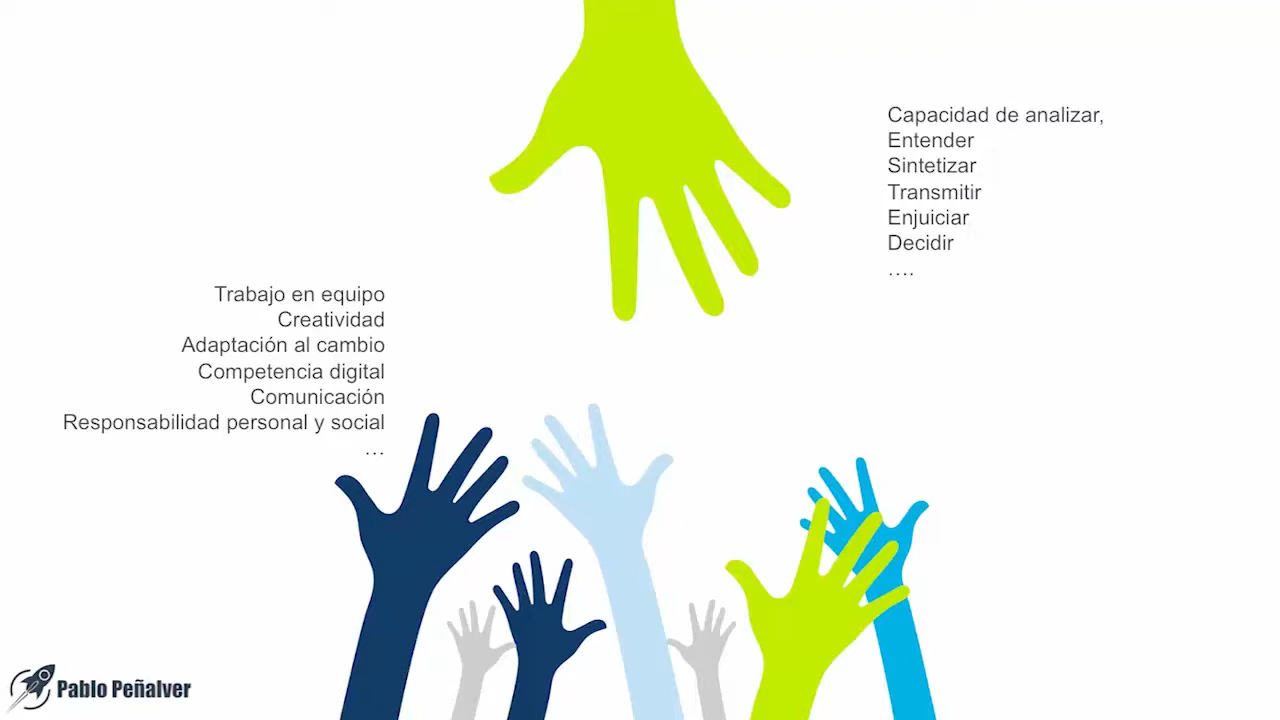 Capacidad de analizar,
Entender
Sintetizar
Transmitir
Enjuiciar
Decidir
….
Trabajo en equipo
Creatividad
Adaptación al cambio
Competencia digital
Comunicación
Responsabilidad personal y social
…
Pablo Peñalver